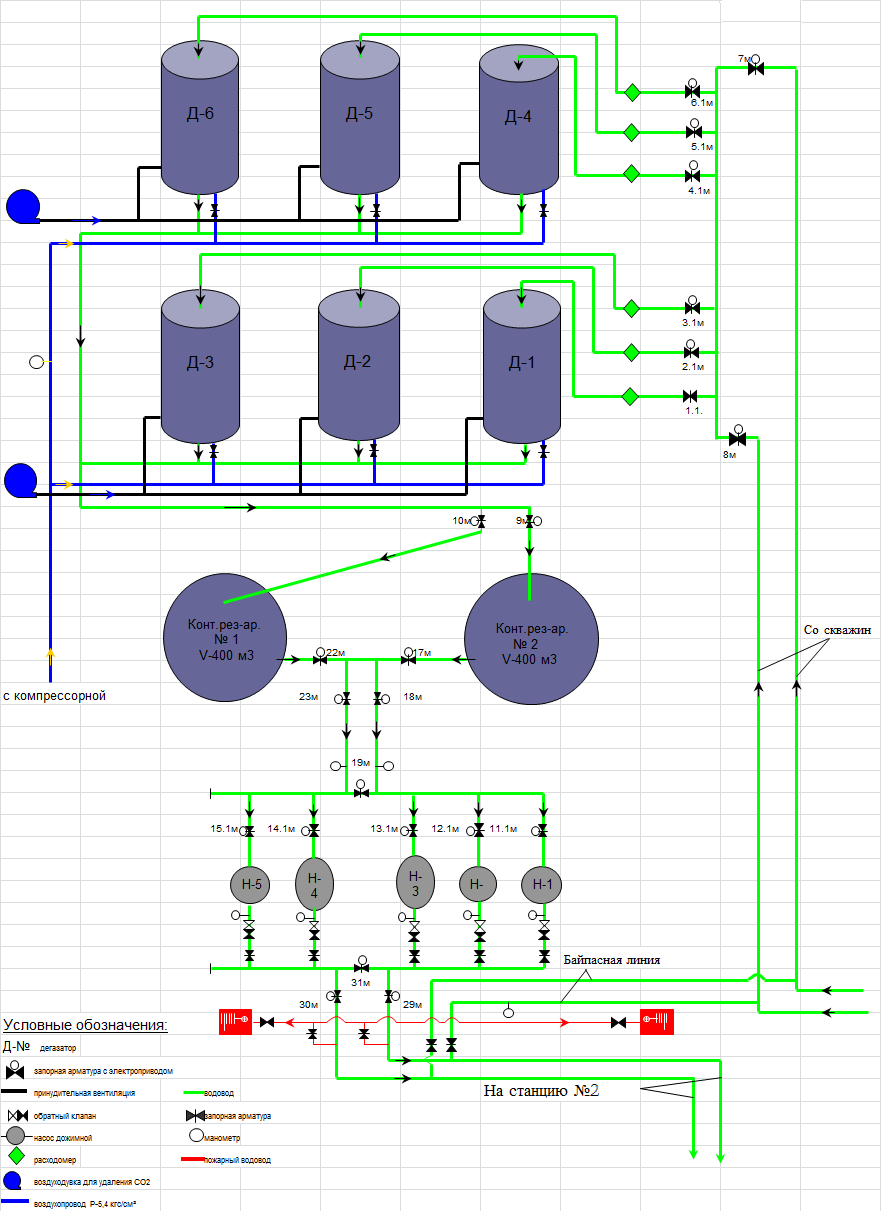 7м
Д-6
Д-5
Д-4
6.1м
5.1м
4.1м
3.1м
2.1м
1.1.
Д-3
Д-2
Д-1
8м
10м
9м
Конт.рез-ар.
№ 1
V-400 м3
Конт.рез-ар.
№ 2
V-400 м3
Со скважин
22м
17м
с компрессорной
23м
18м
19м
15.1м
14.1м
13.1м
12.1м
11.1м
Н-5
Н-
4
Н-
3
Н-
Н-1
Байпасная линия
31м
30м
29м
Условные обозначения:
Д-№ дегазатор
запорная арматура с электроприводом
принудительная вентиляция
водовод
обратный клапан
запорная арматура
насос дожимной
манометр
расходомер
пожарный водовод
воздуходувка для удаления СО2
воздухопровод Р-5,4 кгс/см²
На станцию №2